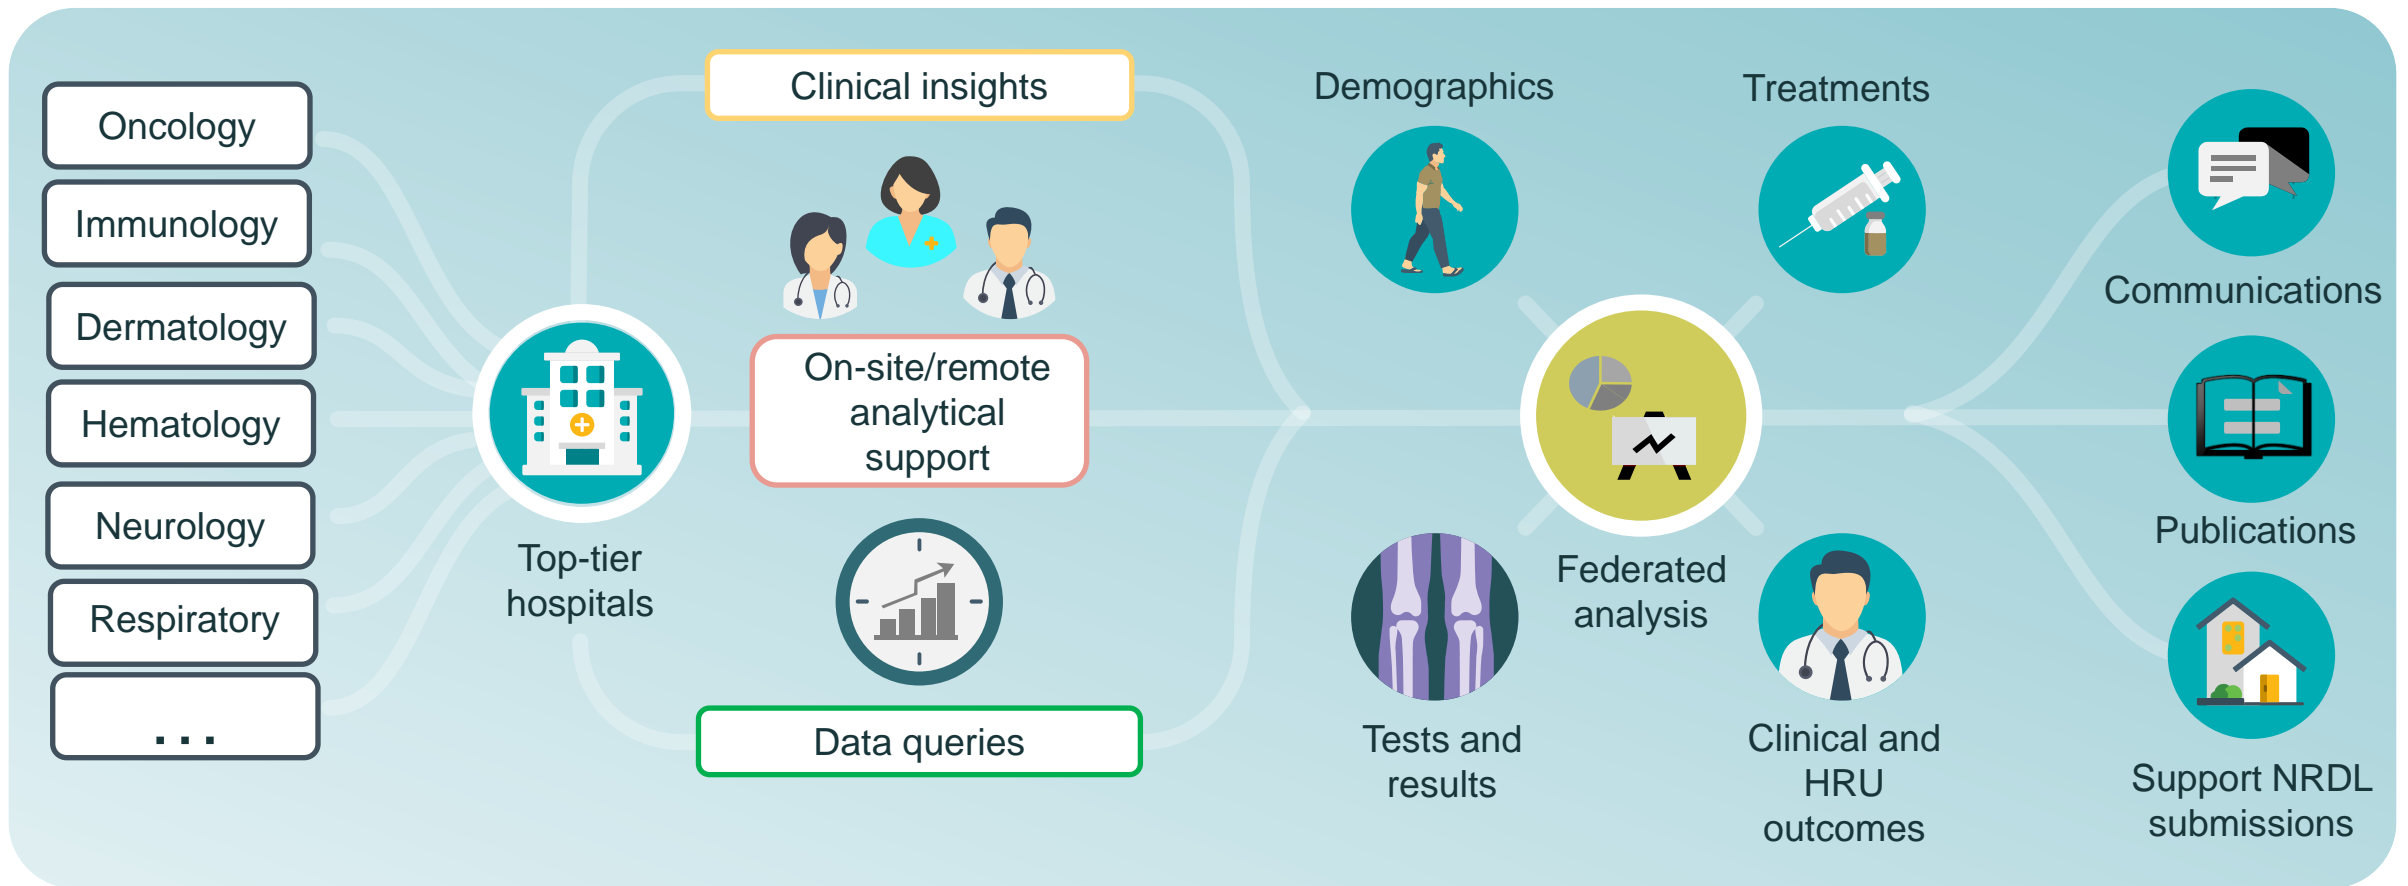 Oncology
Immunology
Dermatology
Hematology
Neurology
Respiratory
...
Top-tier
hospitals
Clinical insights
On-site/remote
analytical
support
Data queries
Demographics
Treatments
Tests and
results
Federated
analysis
Clinical and
HRU
outcomes
Communications
Publications
Support NRDL
submissions